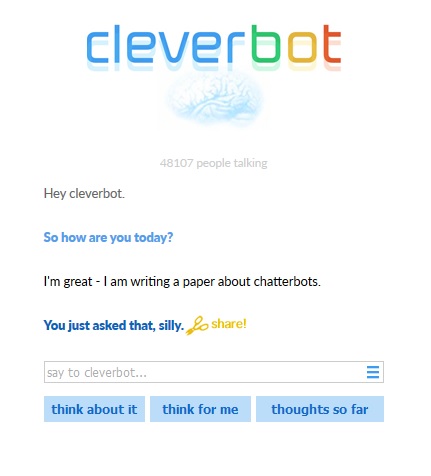 cleverbot
48107 people talking
Hey cleverbot.
So how are you today?
I'm great - I am writing a paper about chatterbots.
You just asked that, silly. share!
say to cleverbot...
think about it think for me thoughts so far